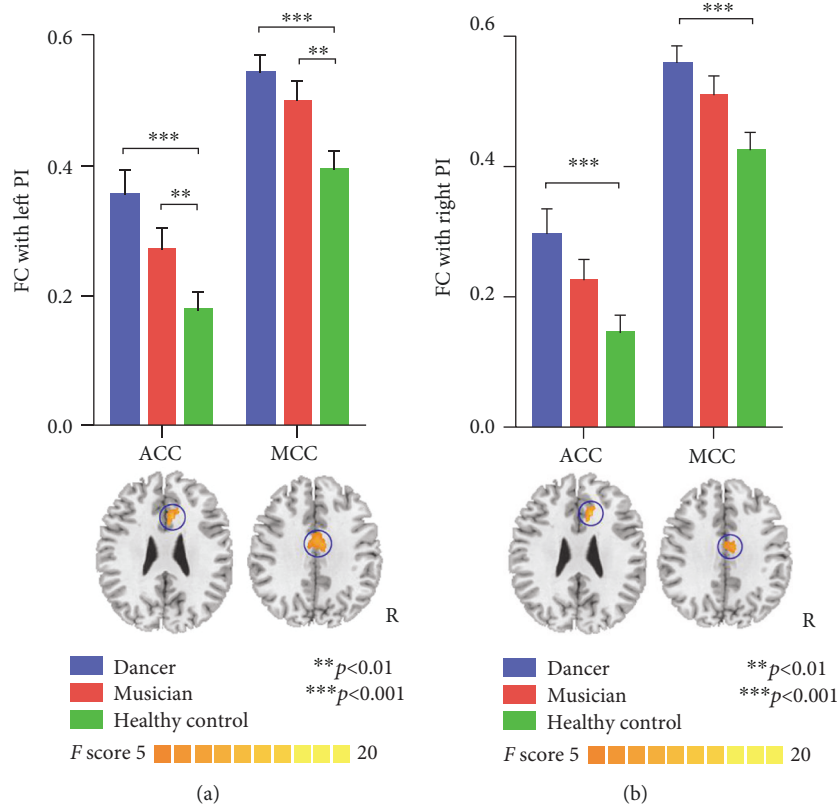 0.6
0.4
0.2
0.0
FC with left PI
***
**
***
**
ACC
MCC
R
Dancer
Musician
Healthy control
**p<0.01
***p<0.001
F score 5
20
(a)
0.6
0.4
0.2
0.0
FC with right PI
***
***
ACC
MCC
R
Dancer
Musician
Healthy control
**p<0.01
***p<0.001
F score 5
20
(b)